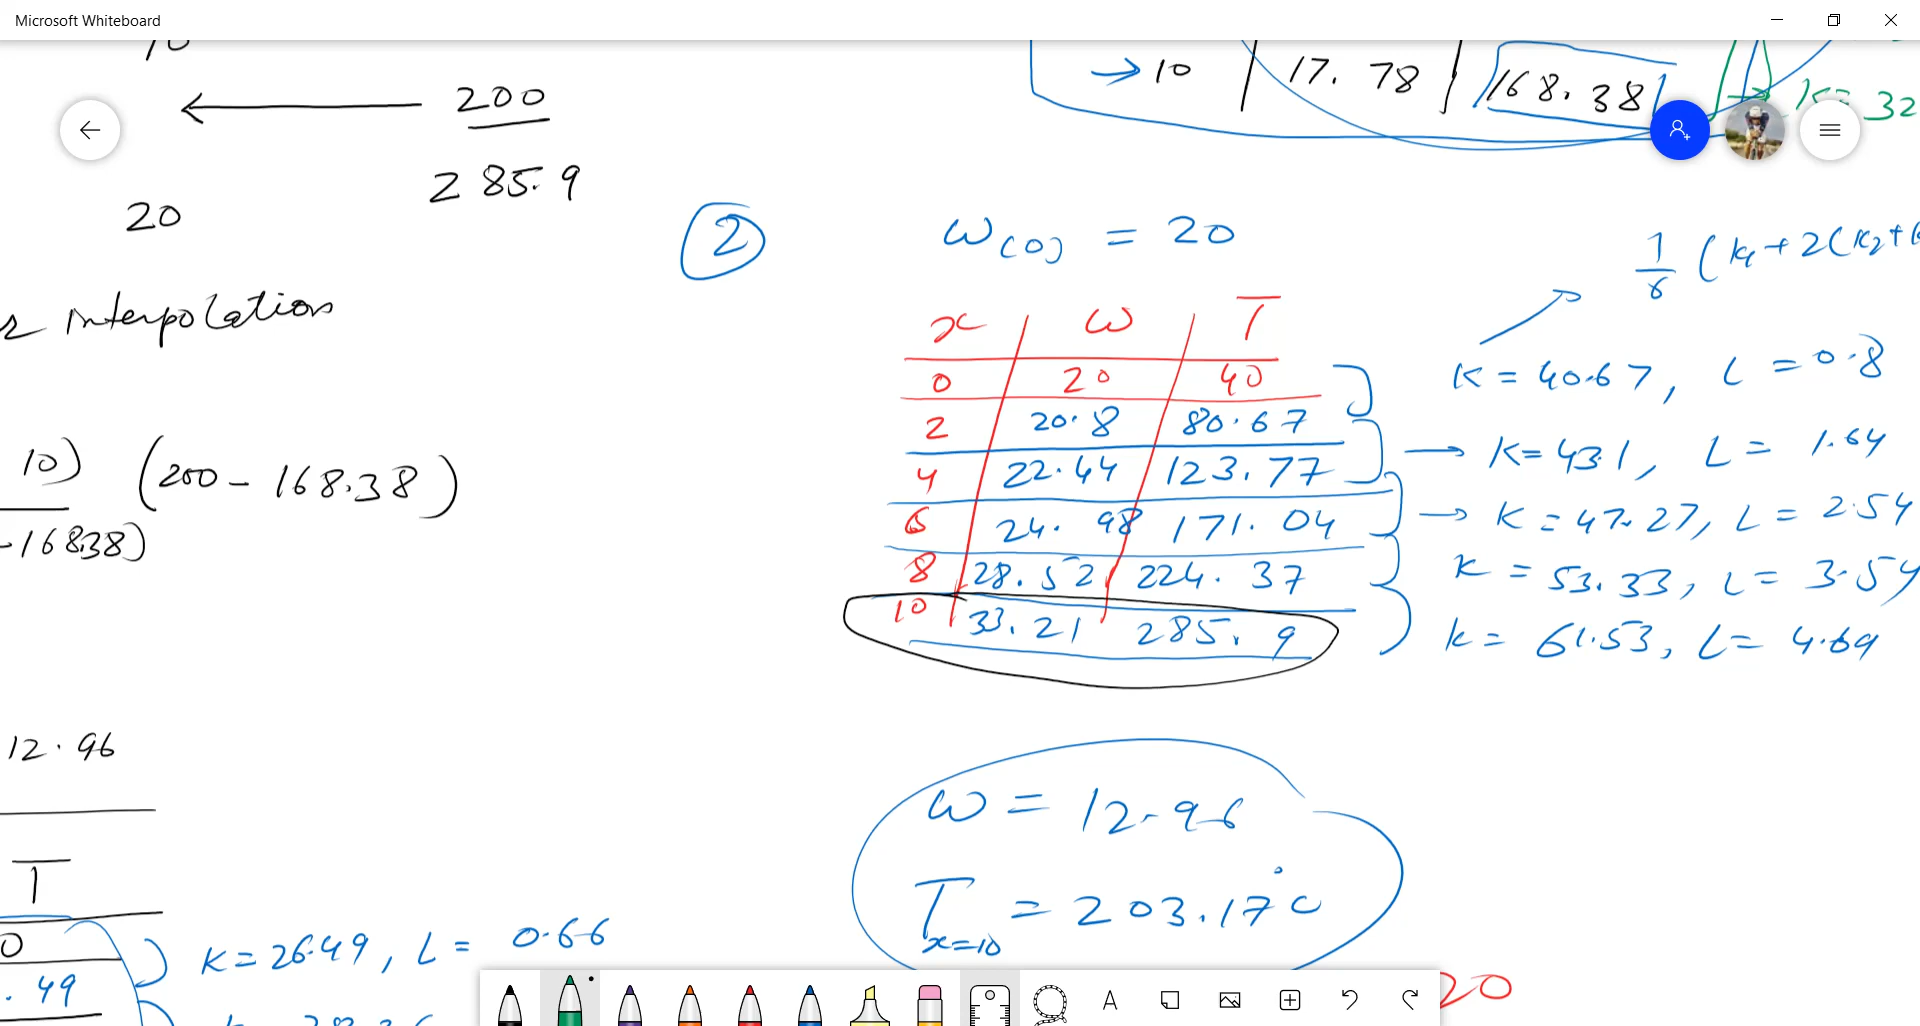 Microsoft Whiteboard
10
← 200
285.9
20
Interpolation
10) (200 - 168.38)
-168.38)
12.96
T
0
.49
K = 26.49, L = 0.66
→ 10 | 17.78 | 168.38
→ K = 32
② ω(0) = 20
1/6 (K1 + 2(K2 +
x ω T
0 20 40
2 20.8 80.67
4 22.44 123.77
6 24.98 171.04
8 28.52 224.37
10 33.21 285.9
K = 40.67, L = 0.8
→ K = 43.1, L = 1.64
→ K = 47.27, L = 2.54
K = 53.33, L = 3.54
K = 61.53, L = 4.69
ω = 12.96
T x=10 = 203.17°C
20